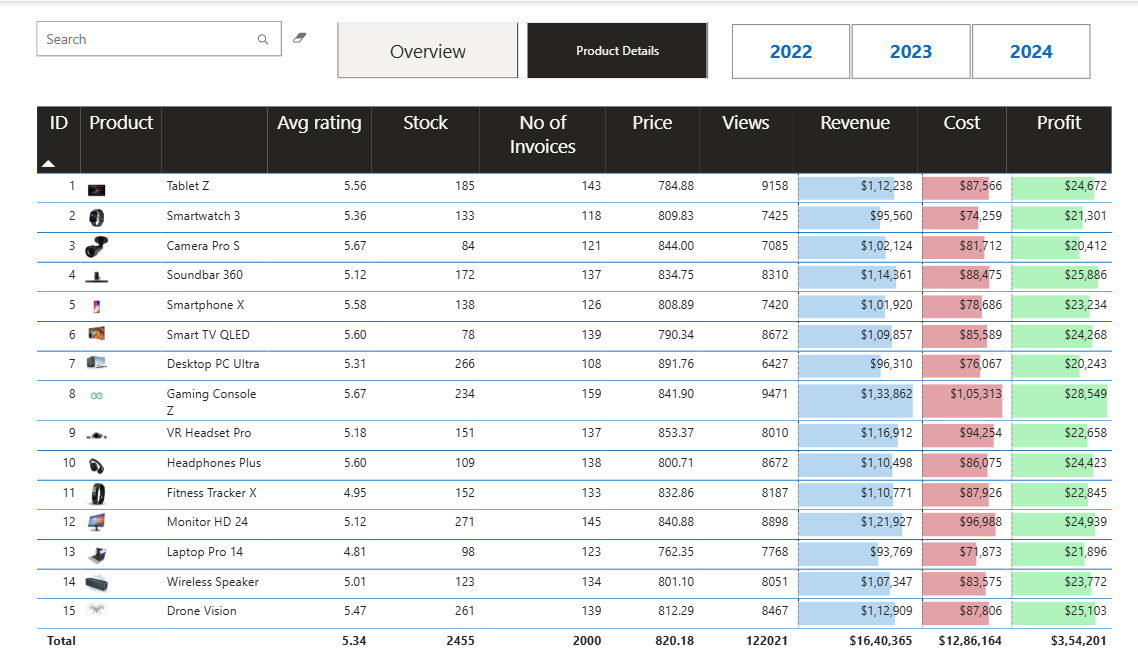 Search
Overview
Product Details
2022 2023 2024
ID Product Avg rating Stock No of Invoices Price Views Revenue Cost Profit
1 Tablet Z 5.56 185 143 784.88 9158 $1,12,238 $87,566 $24,672
2 Smartwatch 3 5.36 133 118 809.83 7425 $95,560 $74,259 $21,301
3 Camera Pro S 5.67 84 121 844.00 7085 $1,02,124 $81,712 $20,412
4 Soundbar 360 5.12 172 137 834.75 8310 $1,14,361 $88,475 $25,886
5 Smartphone X 5.58 138 126 808.89 7420 $1,01,920 $78,686 $23,234
6 Smart TV QLED 5.60 78 139 790.34 8672 $1,09,857 $85,589 $24,268
7 Desktop PC Ultra 5.31 266 108 891.76 6427 $96,310 $76,067 $20,243
8 Gaming Console Z 5.67 234 159 841.90 9471 $1,33,862 $1,05,313 $28,549
9 VR Headset Pro 5.18 151 137 853.37 8010 $1,16,912 $94,254 $22,658
10 Headphones Plus 5.60 109 138 800.71 8672 $1,10,498 $86,075 $24,423
11 Fitness Tracker X 4.95 152 133 832.86 8187 $1,10,771 $87,926 $22,845
12 Monitor HD 24 5.12 271 145 840.88 8898 $1,21,927 $96,988 $24,939
13 Laptop Pro 14 4.81 98 123 762.35 7768 $93,769 $71,873 $21,896
14 Wireless Speaker 5.01 123 134 801.10 8051 $1,07,347 $83,575 $23,772
15 Drone Vision 5.47 261 139 812.29 8467 $1,12,909 $87,806 $25,103
Total 5.34 2455 2000 820.18 122021 $16,40,365 $12,86,164 $3,54,201